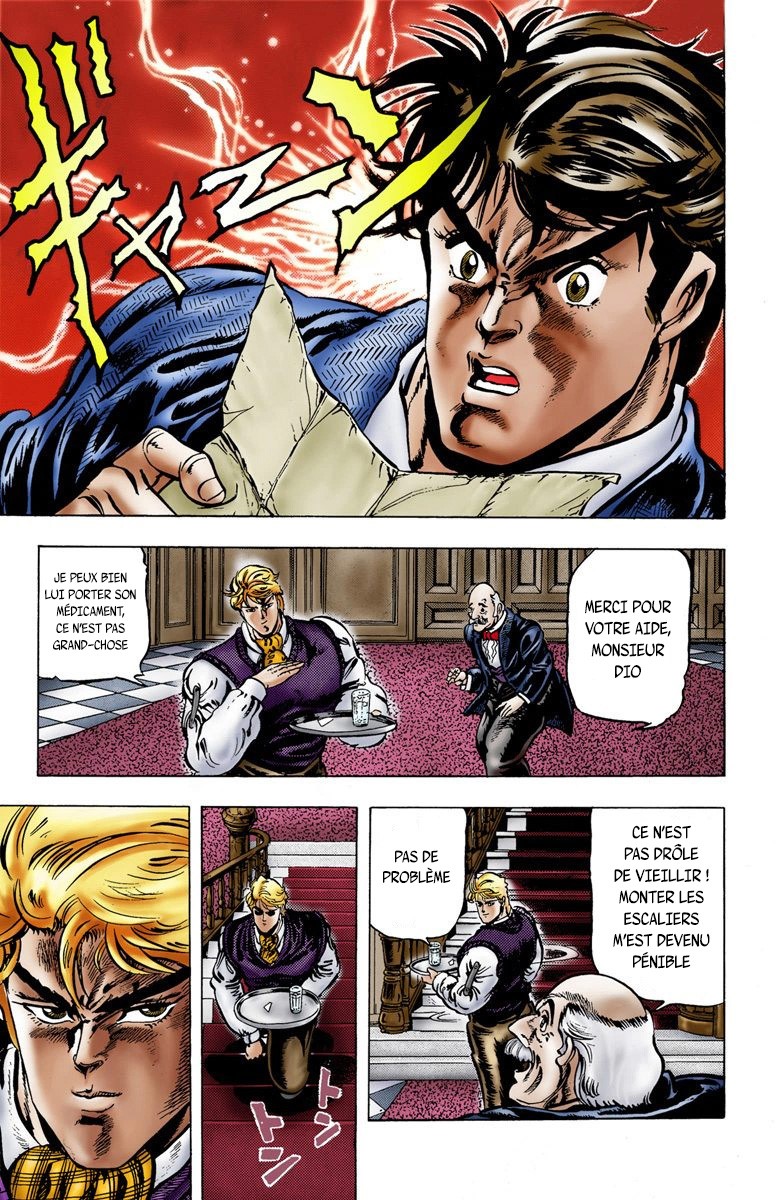 ギャーン
MERCI POUR
VOTRE AIDE,
MONSIEUR
DIO
JE PEUX BIEN
LUI PORTER SON
MÉDICAMENT,
CE N'EST PAS
GRAND-CHOSE
CE N'EST
PAS DRÔLE
DE VIEILLIR !
MONTER LES
ESCALIERS
M'EST DEVENU
PÉNIBLE
PAS DE
PROBLÈME
トン
トン